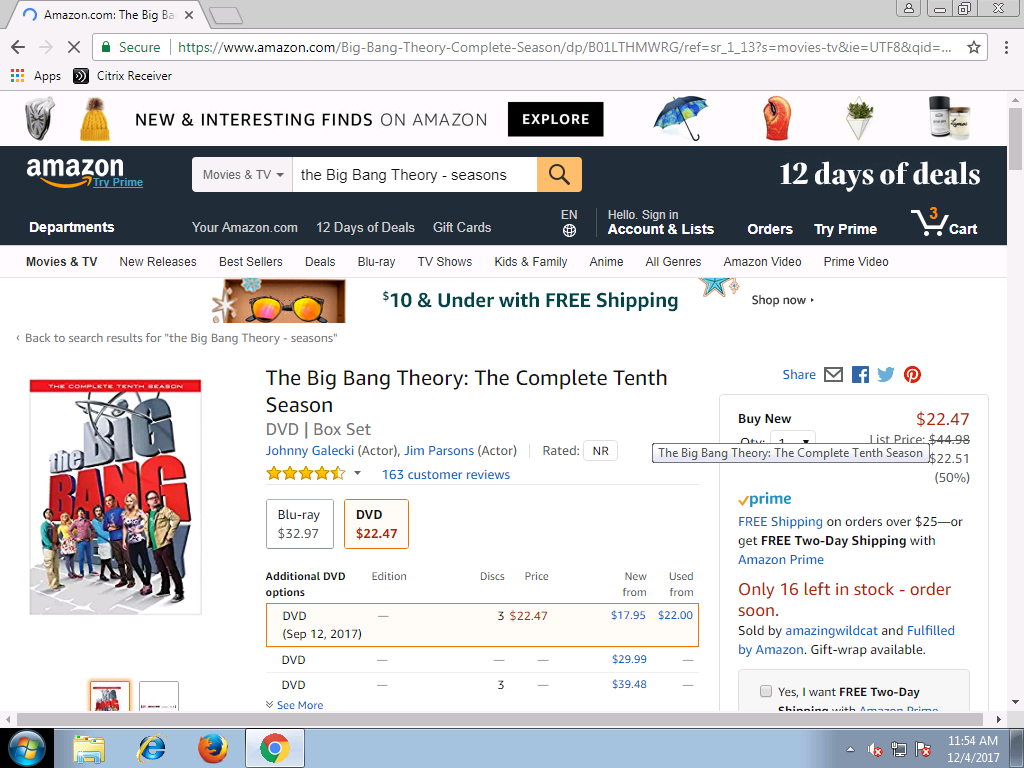 Amazon.com: The Big Ba
Secure
https://www.amazon.com/Big-Bang-Theory-Complete-Season/dp/B01LTHMWRG/ref=sr_1_13?s=movies-tv&ie=UTF8&qid=...
Apps
Citrix Receiver
NEW & INTERESTING FINDS ON AMAZON
EXPLORE
amazon
Try Prime
Movies & TV
the Big Bang Theory - seasons
12 days of deals
Departments
Your Amazon.com
12 Days of Deals
Gift Cards
EN
Hello. Sign in
Account & Lists
Orders
Try Prime
3
Cart
Movies & TV
New Releases
Best Sellers
Deals
Blu-ray
TV Shows
Kids & Family
Anime
All Genres
Amazon Video
Prime Video
$10 & Under with FREE Shipping
Shop now
‹ Back to search results for "the Big Bang Theory - seasons"
THE COMPLETE TENTH SEASON
the BIG BANG
The Big Bang Theory: The Complete Tenth
Season
DVD | Box Set
Johnny Galecki (Actor), Jim Parsons (Actor)
Rated: NR
163 customer reviews
Blu-ray
$32.97
DVD
$22.47
Additional DVD options
Edition
Discs
Price
New from
Used from
DVD
(Sep 12, 2017)
—
3
$22.47
$17.95
$22.00
DVD
—
—
—
$29.99
—
DVD
—
3
—
$39.48
—
See More
Share
Buy New
$22.47
Qty: 1
List Price: $44.98
The Big Bang Theory: The Complete Tenth Season
$22.51
(50%)
prime
FREE Shipping on orders over $25—or
get FREE Two-Day Shipping with
Amazon Prime
Only 16 left in stock - order
soon.
Sold by amazingwildcat and Fulfilled
by Amazon. Gift-wrap available.
Yes, I want FREE Two-Day
Shipping with Amazon Prime
11:54 AM
12/4/2017